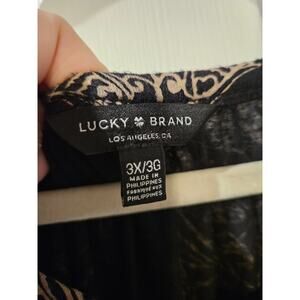 LUCKY BRAND
LOS ANGELES, CA
3X/3G
MADE IN
PHILIPPINES
FABRIQUÉ AUX
PHILIPPINES